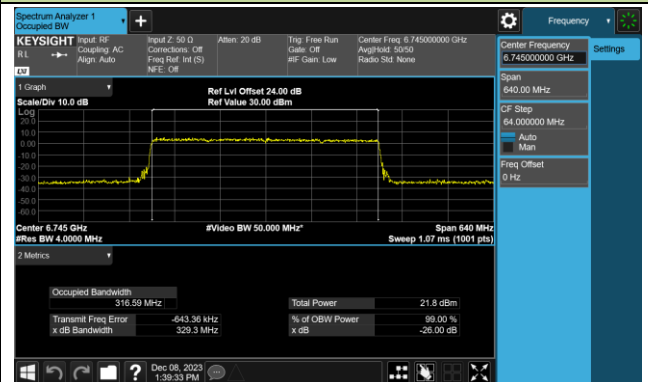 Spectrum Analyzer 1
Occupied BW
+
Frequency
KEYSIGHT
RL
Input: RF
Coupling: AC
Align: Auto
Input Z: 50 Ω
Corrections: Off
Freq Ref: Int (S)
NFE: Off
Atten: 20 dB
Trig: Free Run
Gate: Off
#IF Gain: Low
Center Freq: 6.745000000 GHz
Avg|Hold: 50/50
Radio Std: None
LXI
1 Graph
Scale/Div 10.0 dB
Ref Lvl Offset 24.00 dB
Ref Value 30.00 dBm
Log
20.0
10.0
0.00
-10.0
-20.0
-30.0
-40.0
-50.0
-60.0
Center 6.745 GHz
#Res BW 4.0000 MHz
#Video BW 50.000 MHz*
Span 640 MHz
Sweep 1.07 ms (1001 pts)
2 Metrics
Occupied Bandwidth
316.59 MHz
Transmit Freq Error -643.36 kHz
x dB Bandwidth 329.3 MHz
Total Power 21.8 dBm
% of OBW Power 99.00 %
x dB -26.00 dB
Center Frequency
6.745000000 GHz
Settings
Span
640.00 MHz
CF Step
64.000000 MHz
Auto
Man
Freq Offset
0 Hz
?
Dec 08, 2023
1:39:33 PM